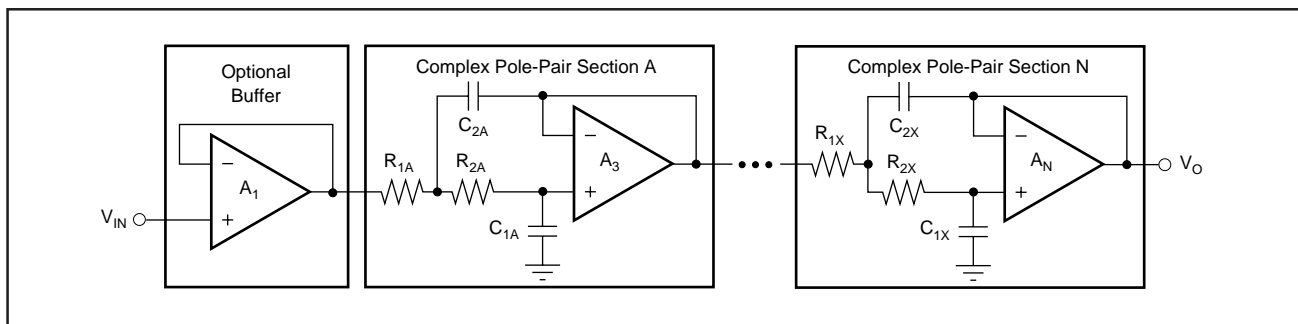 Optional
Buffer
Complex Pole-Pair Section A
Complex Pole-Pair Section N
C2A
C2X
R1X
R1A
R2A
R2X
−
−
−
A1
A3
AN
+
+
+
VIN
C1A
C1X
VO